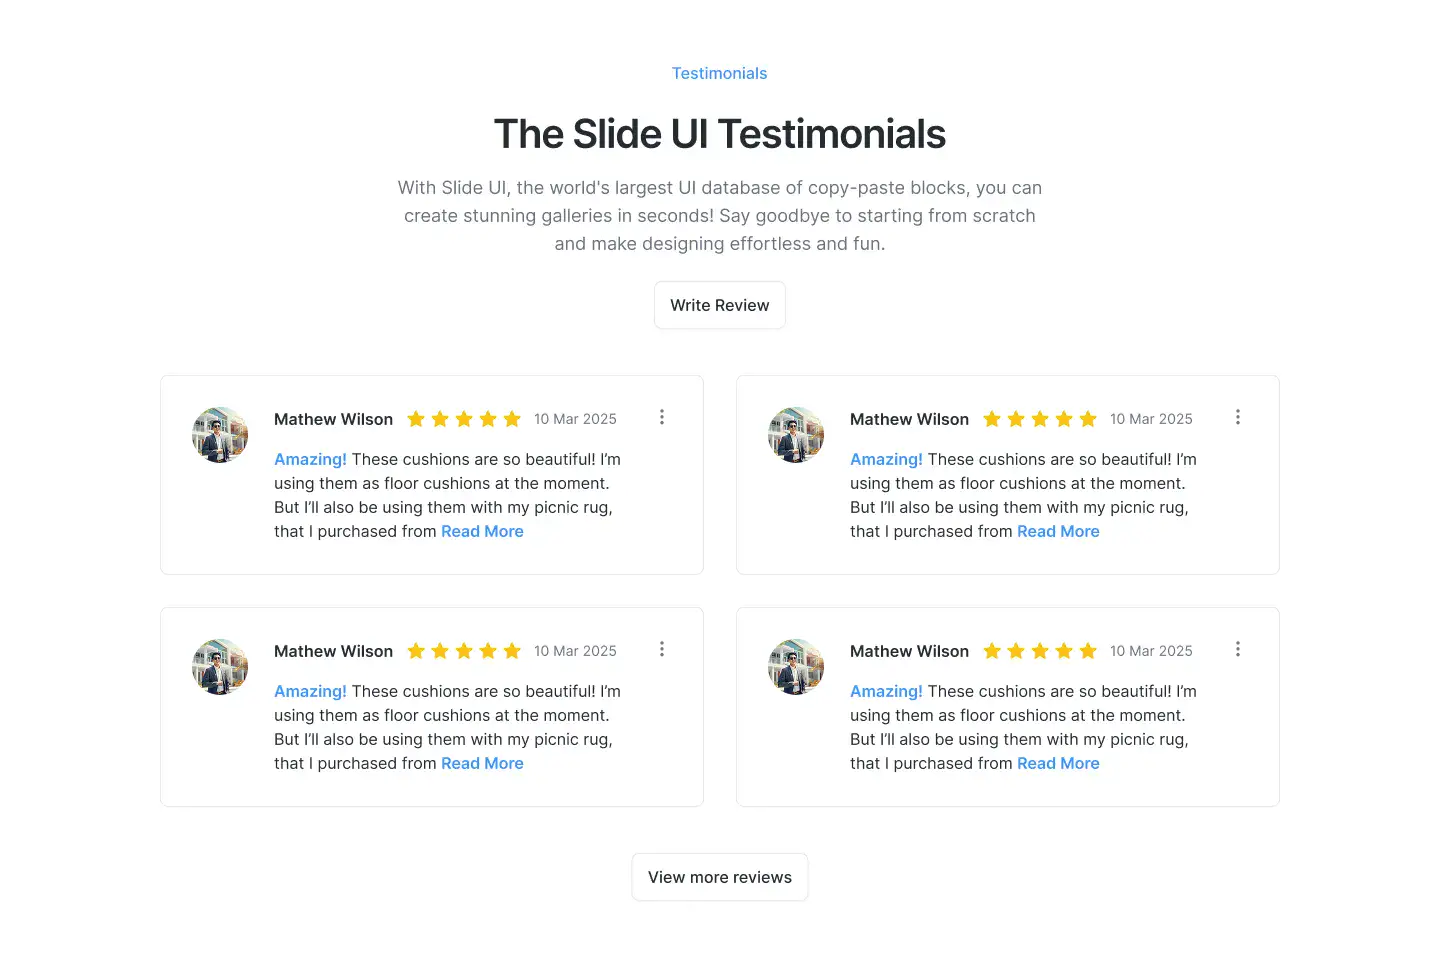 Testimonials
The Slide UI Testimonials
With Slide UI, the world's largest UI database of copy-paste blocks, you can
create stunning galleries in seconds! Say goodbye to starting from scratch
and make designing effortless and fun.
Write Review
Mathew Wilson 10 Mar 2025
Amazing! These cushions are so beautiful! I’m
using them as floor cushions at the moment.
But I’ll also be using them with my picnic rug,
that I purchased from Read More
Mathew Wilson 10 Mar 2025
Amazing! These cushions are so beautiful! I’m
using them as floor cushions at the moment.
But I’ll also be using them with my picnic rug,
that I purchased from Read More
Mathew Wilson 10 Mar 2025
Amazing! These cushions are so beautiful! I’m
using them as floor cushions at the moment.
But I’ll also be using them with my picnic rug,
that I purchased from Read More
Mathew Wilson 10 Mar 2025
Amazing! These cushions are so beautiful! I’m
using them as floor cushions at the moment.
But I’ll also be using them with my picnic rug,
that I purchased from Read More
View more reviews